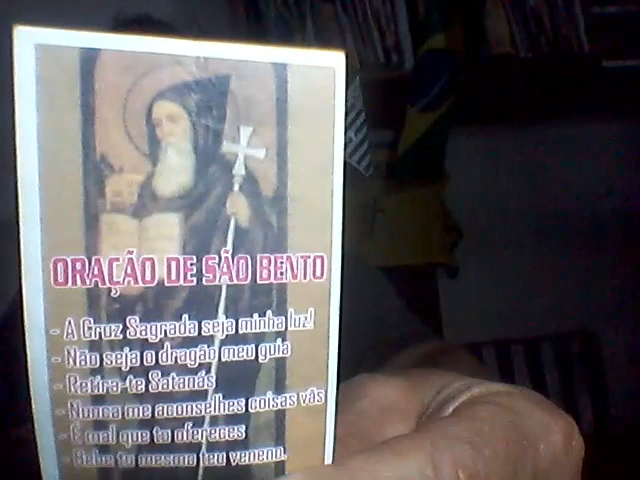 ORAÇÃO DE SÃO BENTO
- A Cruz Sagrada seja minha luz!
- Não seja o dragão meu guia
- Retira-te Satanás
- Nunca me aconselhes coisas vãs
- É mal que tu ofereces
- Bebe tu mesmo teu veneno.